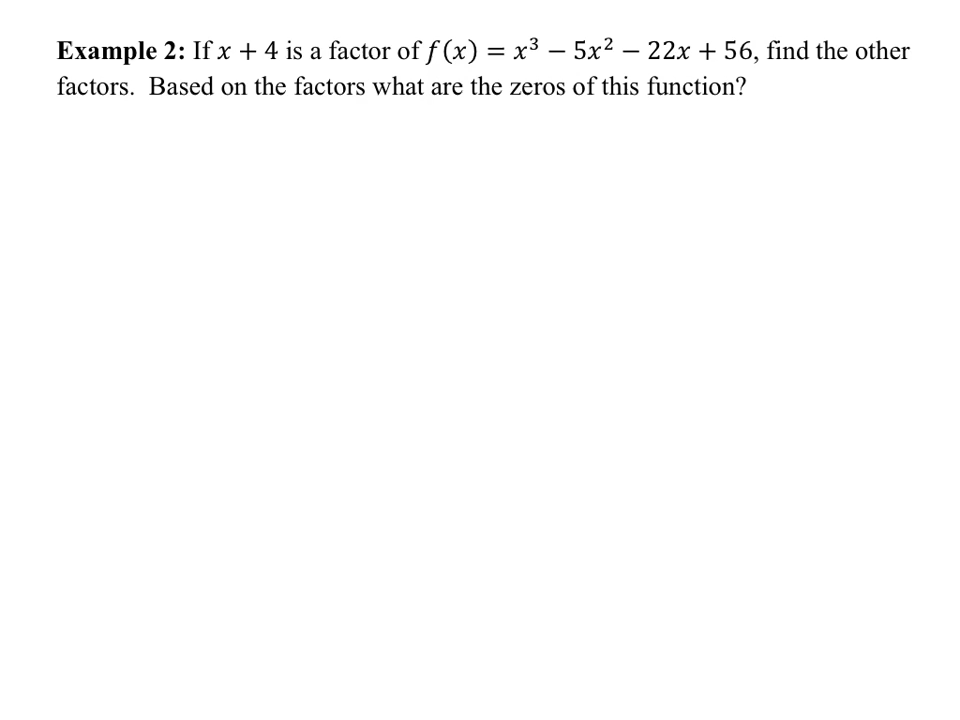 Example 2: If x + 4 is a factor of f(x) = x³ − 5x² − 22x + 56, find the other
factors.  Based on the factors what are the zeros of this function?